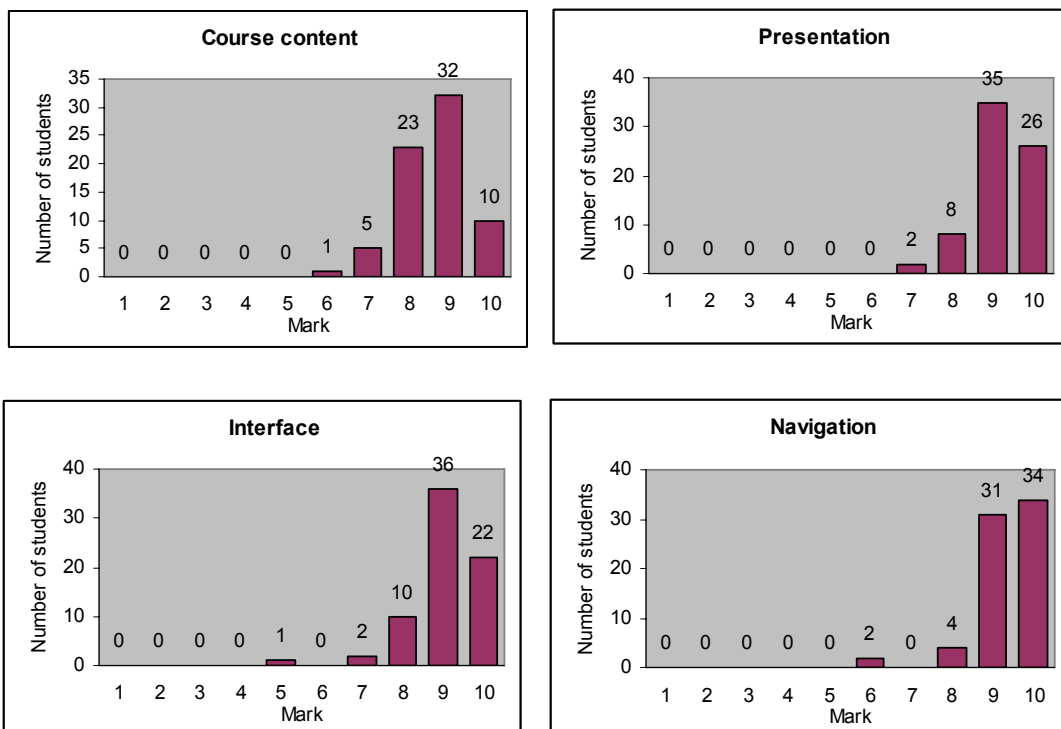 Course content
35
30
25
20
15
10
5
0
Number of students
0 0 0 0 0 1 5 23 32 10
1 2 3 4 5 6 7 8 9 10
Mark
Presentation
40
30
20
10
0
Number of students
0 0 0 0 0 0 2 8 35 26
1 2 3 4 5 6 7 8 9 10
Mark
Interface
40
30
20
10
0
Number of students
0 0 0 0 1 0 2 10 36 22
1 2 3 4 5 6 7 8 9 10
Mark
Navigation
40
30
20
10
0
Number of students
0 0 0 0 0 2 0 4 31 34
1 2 3 4 5 6 7 8 9 10
Mark